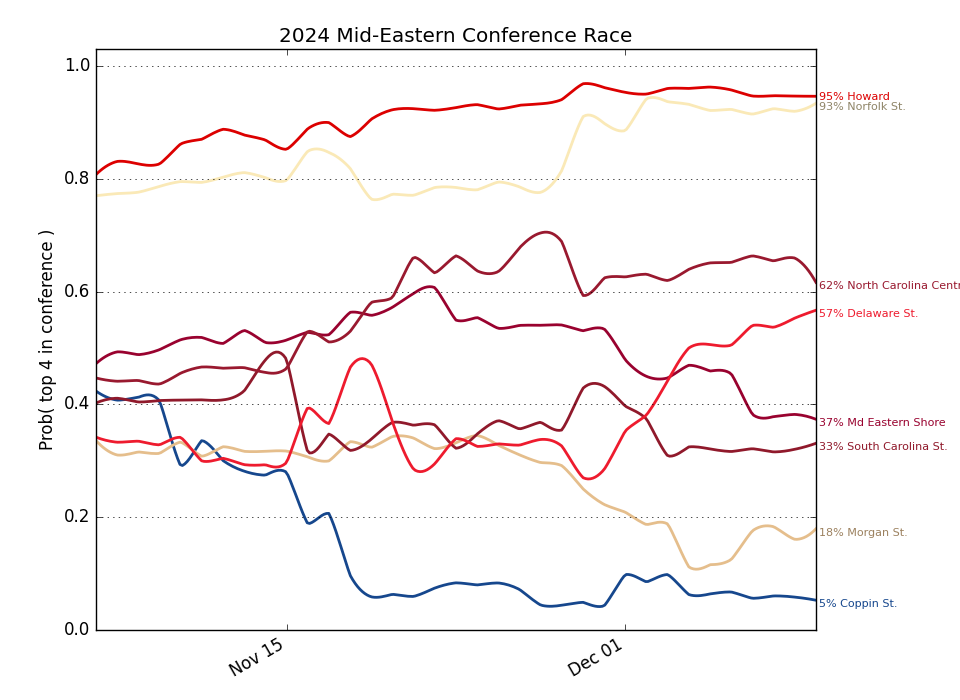 2024 Mid-Eastern Conference Race
Prob( top 4 in conference )
1.0
0.8
0.6
0.4
0.2
0.0
Nov 15
Dec 01
95% Howard
93% Norfolk St.
62% North Carolina Centr
57% Delaware St.
37% Md Eastern Shore
33% South Carolina St.
18% Morgan St.
5% Coppin St.